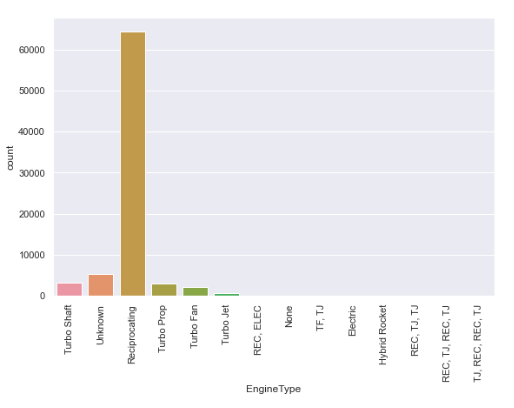 60000
50000
40000
30000
20000
10000
0
count
Turbo Shaft
Unknown
Reciprocating
Turbo Prop
Turbo Fan
Turbo Jet
REC, ELEC
None
TF, TJ
Electric
Hybrid Rocket
REC, TJ, TJ
REC, TJ, REC, TJ
TJ, REC, REC, TJ
EngineType